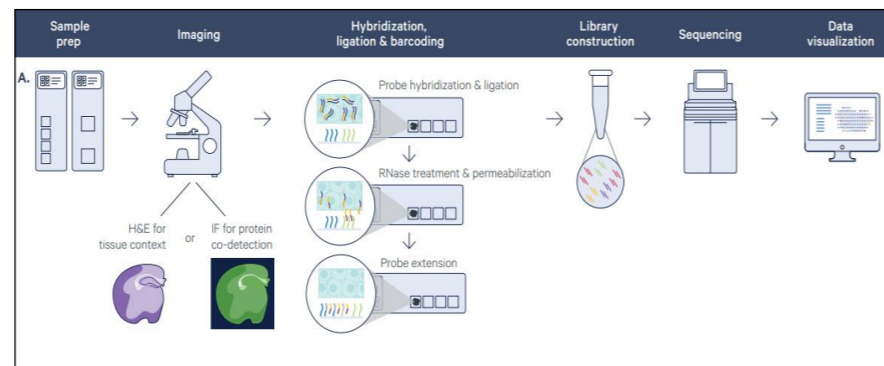 Sample
prep
Imaging
Hybridization,
ligation & barcoding
Library
construction
Sequencing
Data
visualization
A.
Probe hybridization & ligation
RNase treatment & permeabilization
H&E for
tissue context
or
IF for protein
co-detection
Probe extension